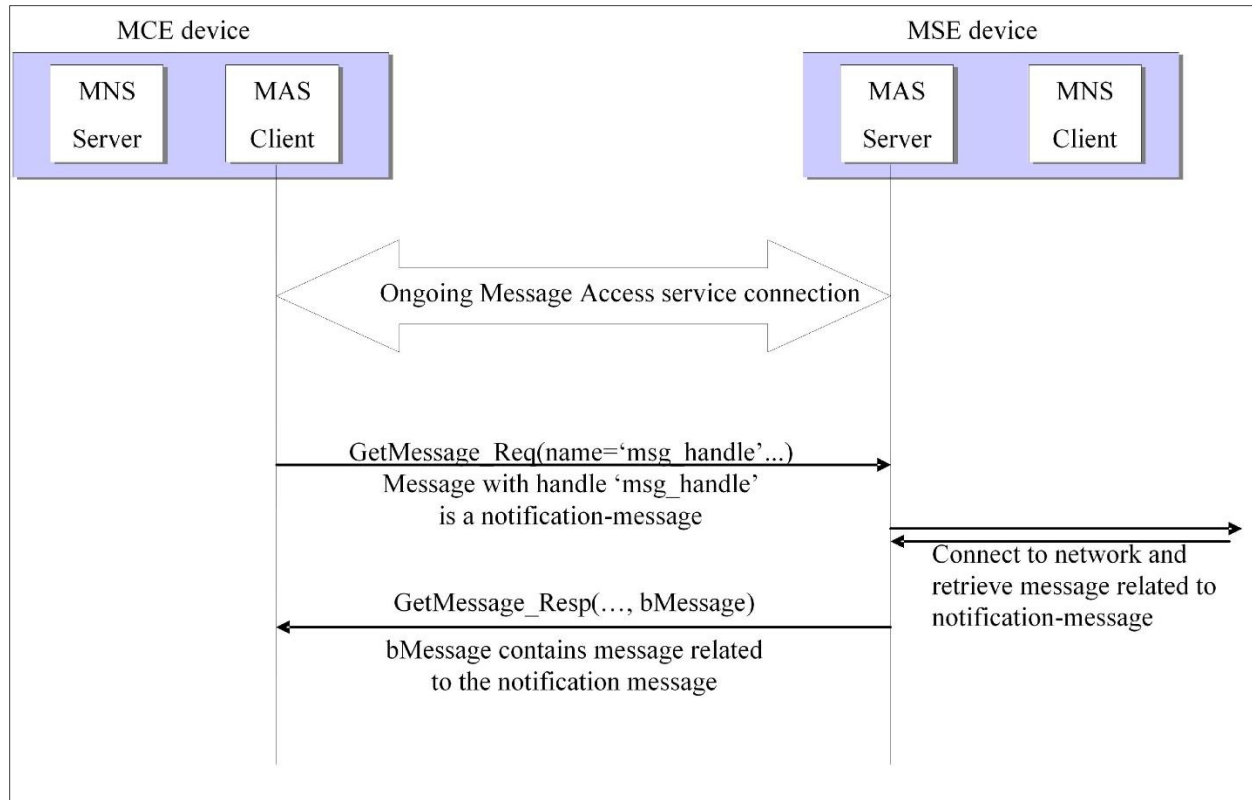 MCE device
MSE device
MNS
Server
MAS
Client
MAS
Server
MNS
Client
Ongoing Message Access service connection
GetMessage_Req(name=‘msg_handle’...)
Message with handle ‘msg_handle’
is a notification-message
Connect to network and
retrieve message related to
notification-message
GetMessage_Resp(…, bMessage)
bMessage contains message related
to the notification message